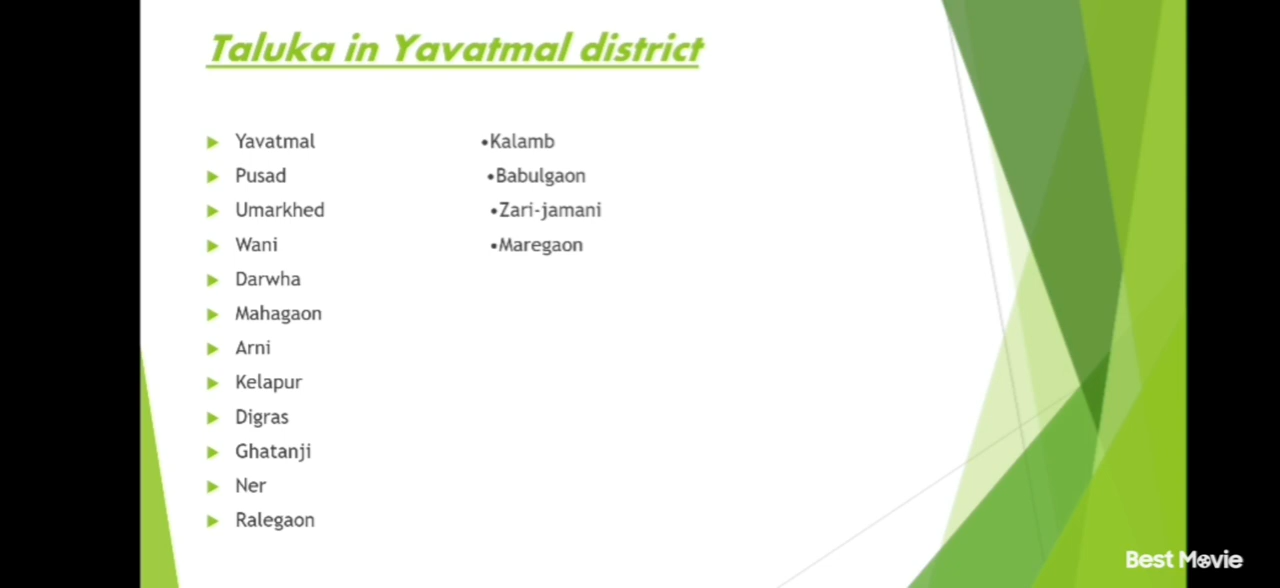 Taluka in Yavatmal district
Yavatmal
Pusad
Umarkhed
Wani
Darwha
Mahagaon
Arni
Kelapur
Digras
Ghatanji
Ner
Ralegaon
•Kalamb
•Babulgaon
•Zari-jamani
•Maregaon
Best Movie